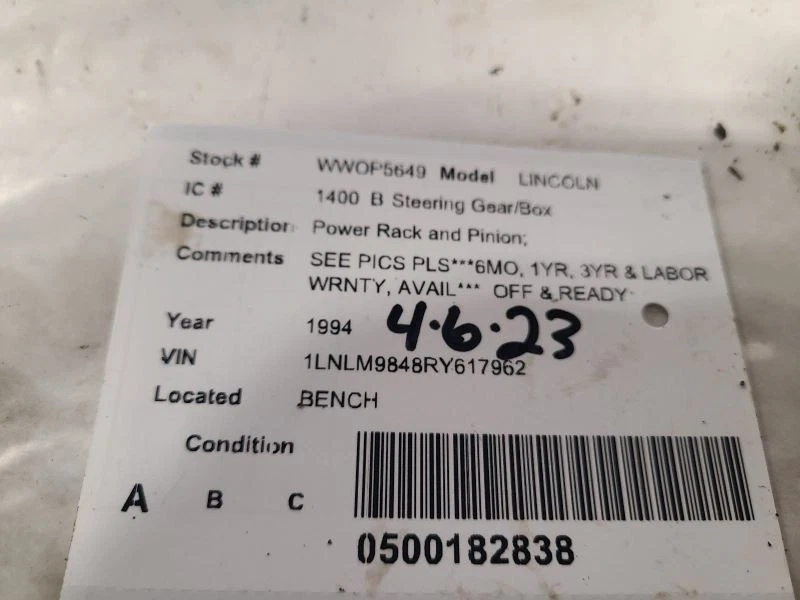 Stock # WWOP5649 Model LINCOLN
IC # 1400 B Steering Gear/Box
Description Power Rack and Pinion;
Comments SEE PICS PLS***6MO, 1YR, 3YR & LABOR
WRNTY, AVAIL*** OFF & READY
Year 1994 4.6.23
VIN 1LNLM9848RY617962
Located BENCH
Condition
A B C
0500182838